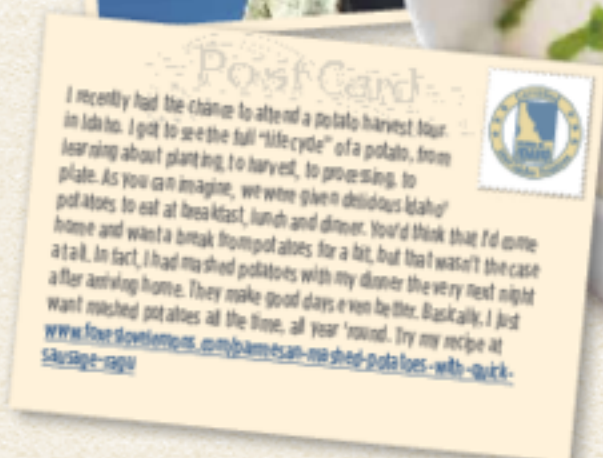 Post Card
I recently had the chance to attend a potato harvest tour
in Idaho. I got to see the full "lifecycle" of a potato, from
learning about planting, to harvest, to processing, to
plate. As you can imagine, we were given delicious Idaho®
potatoes to eat at breakfast, lunch and dinner. You'd think that I'd come
home and want a break from potatoes for a bit, but that wasn't the case
at all. In fact, I had mashed potatoes with my dinner the very next night
after arriving home. They make good days even better. Basically, I just
want mashed potatoes all the time, all year 'round. Try my recipe at
www.foxeslovelemons.com/parmesan-mashed-potatoes-with-quick-
sausage-ragu